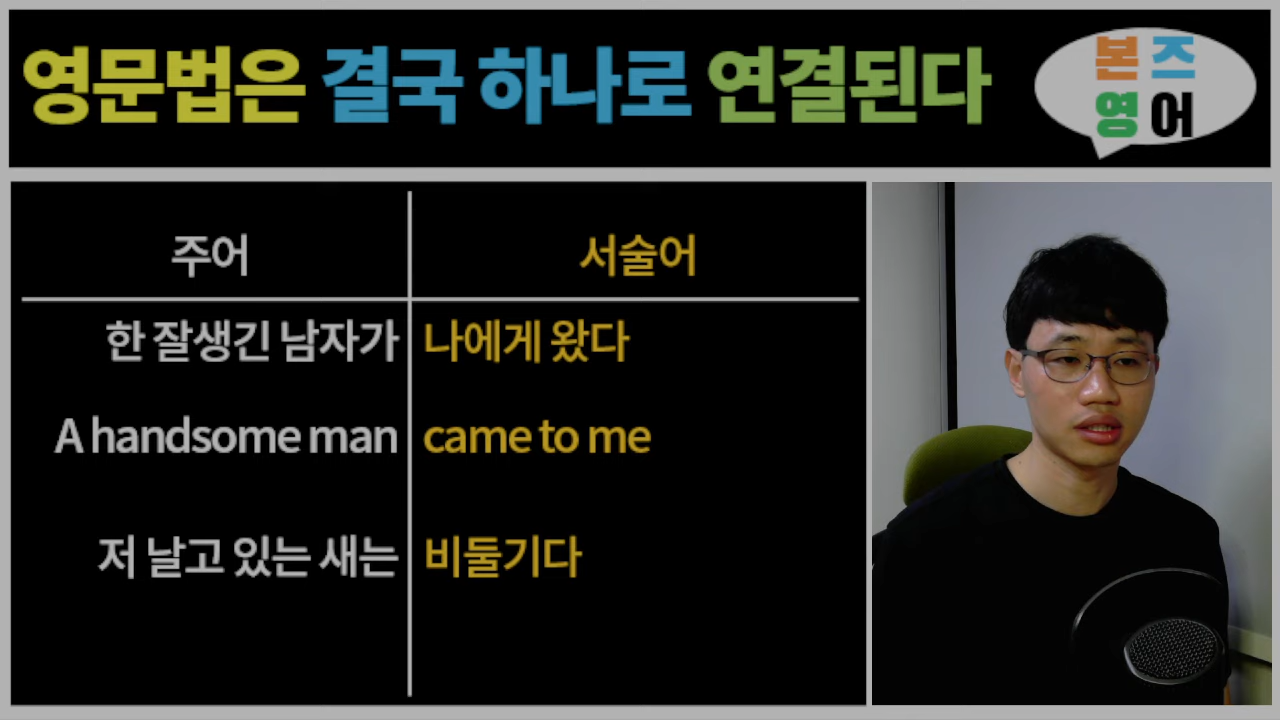 영문법은 결국 하나로 연결된다
본즈
영어
주어 서술어
한 잘생긴 남자가 나에게 왔다
A handsome man came to me
저 날고 있는 새는 비둘기다